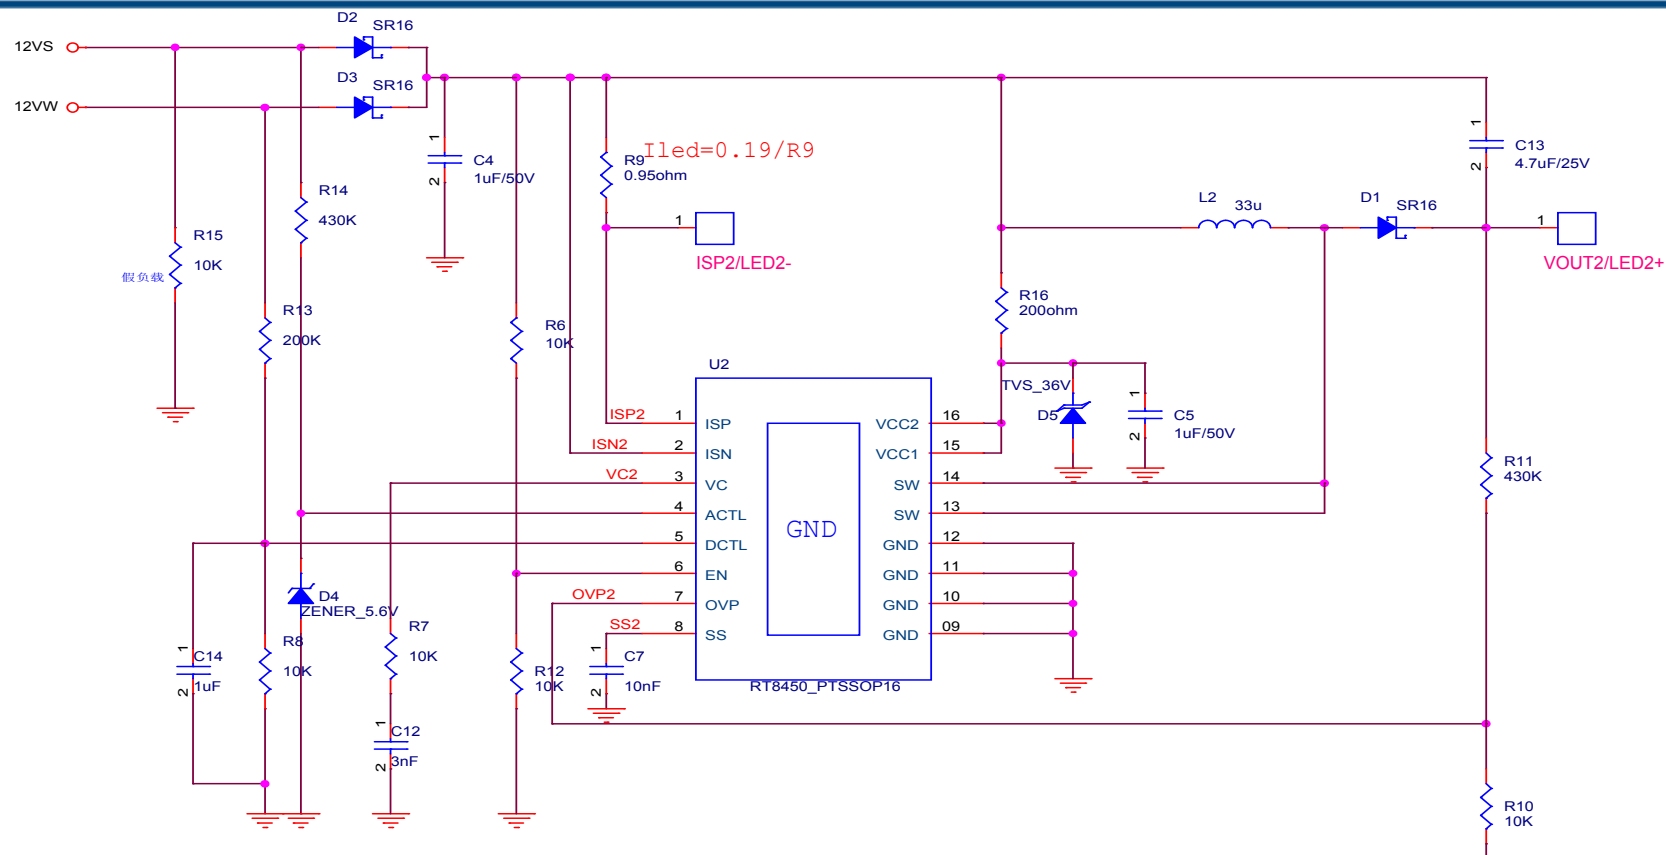 D2
SR16
12VS
D3
SR16
12VW
1
C4
1uF/50V
2
Iled=0.19/R9
R9
0.95ohm
1
C13
4.7uF/25V
2
R14
430K
L2
33u
D1
SR16
1
ISP2/LED2-
1
VOUT2/LED2+
R15
10K
假负载
R16
200ohm
R13
200K
R6
10K
U2
TVS_36V
D5
1
C5
1uF/50V
2
ISP2
1
ISP
VCC2
16
ISN2
2
ISN
VCC1
15
VC2
3
VC
SW
14
4
ACTL
SW
13
5
DCTL
GND
12
6
EN
GND
11
OVP2
7
OVP
GND
10
SS2
8
SS
GND
09
GND
RT8450_PTSSOP16
R11
430K
D4
ZENER_5.6V
R7
10K
1
C14
1uF
2
R8
10K
R12
10K
1
C7
10nF
2
1
C12
3nF
2
R10
10K